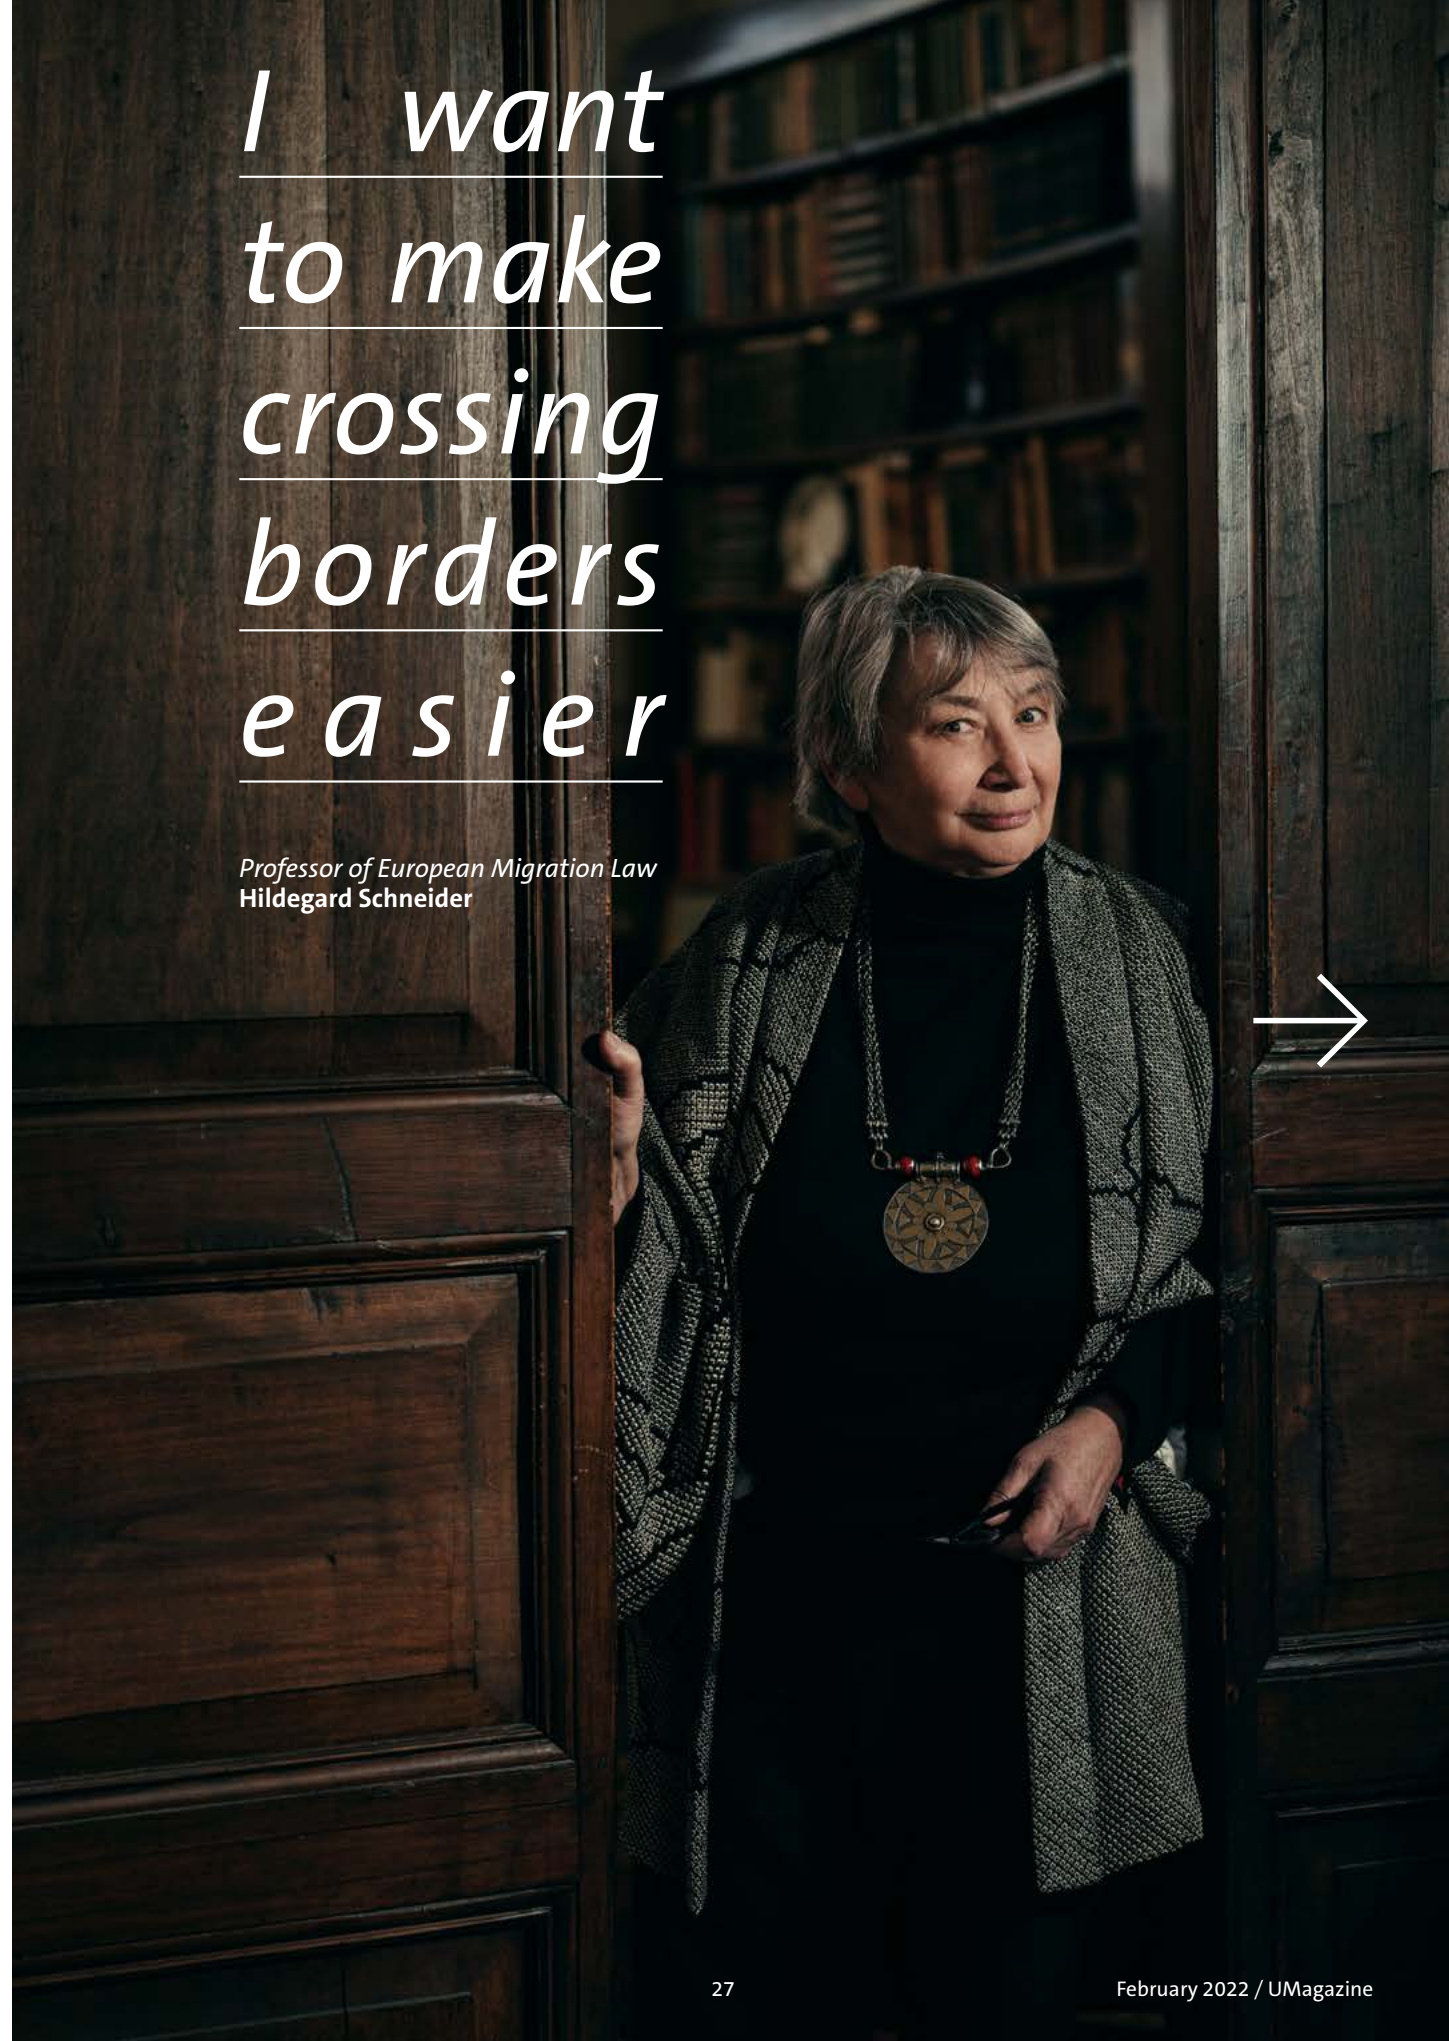 I want
to make
crossing
borders
easier
Professor of European Migration Law
Hildegard Schneider
27
February 2022 / UMagazine